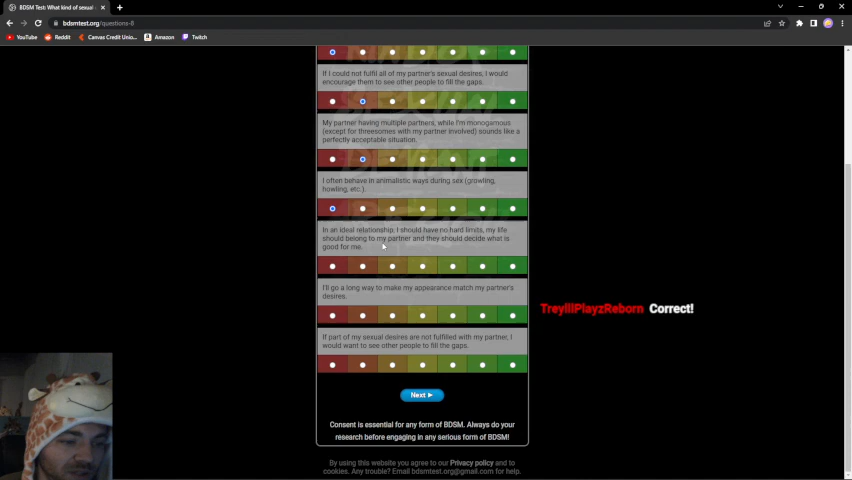 BDSM Test: What kind of sexual d
bdsmtest.org/questions-8
YouTube Reddit Canvas Credit Unio... Amazon Twitch
If I could not fulfil all of my partner's sexual desires, I would
encourage them to see other people to fill the gaps.
My partner having multiple partners, while I'm monogamous
(except for threesomes with my partner involved) sounds like a
perfectly acceptable situation.
I often behave in animalistic ways during sex (growling,
howling, etc.).
In an ideal relationship, I should have no hard limits, my life
should belong to my partner and they should decide what is
good for me.
TreyIIIPlayzReborn Correct!
I'll go a long way to make my appearance match my partner's
desires.
If part of my sexual desires are not fulfilled with my partner, I
would want to see other people to fill the gaps.
Next
Consent is essential for any form of BDSM. Always do your
research before engaging in any serious form of BDSM!
By using this website you agree to our Privacy policy and to
cookies. Any trouble? Email bdsmtest.org@gmail.com for help.